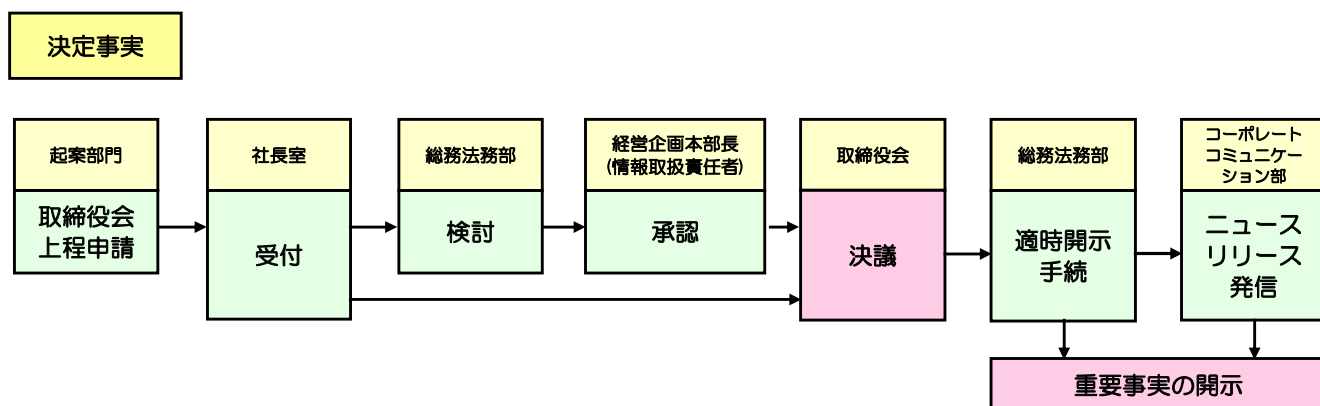 決定事実
起案部門
取締役会
上程申請
社長室
受付
総務法務部
検討
経営企画本部長
(情報取扱責任者)
承認
取締役会
決議
総務法務部
適時開示
手続
コーポレート
コミュニケー
ション部
ニュース
リリース
発信
重要事実の開示